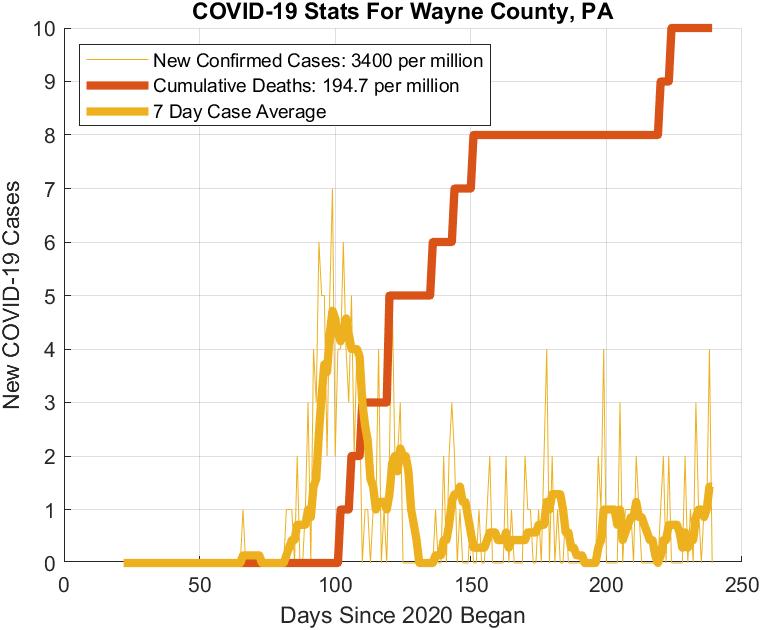 COVID-19 Stats For Wayne County, PA
New Confirmed Cases: 3400 per million
Cumulative Deaths: 194.7 per million
7 Day Case Average
New COVID-19 Cases
10
9
8
7
6
5
4
3
2
1
0
0 50 100 150 200 250
Days Since 2020 Began